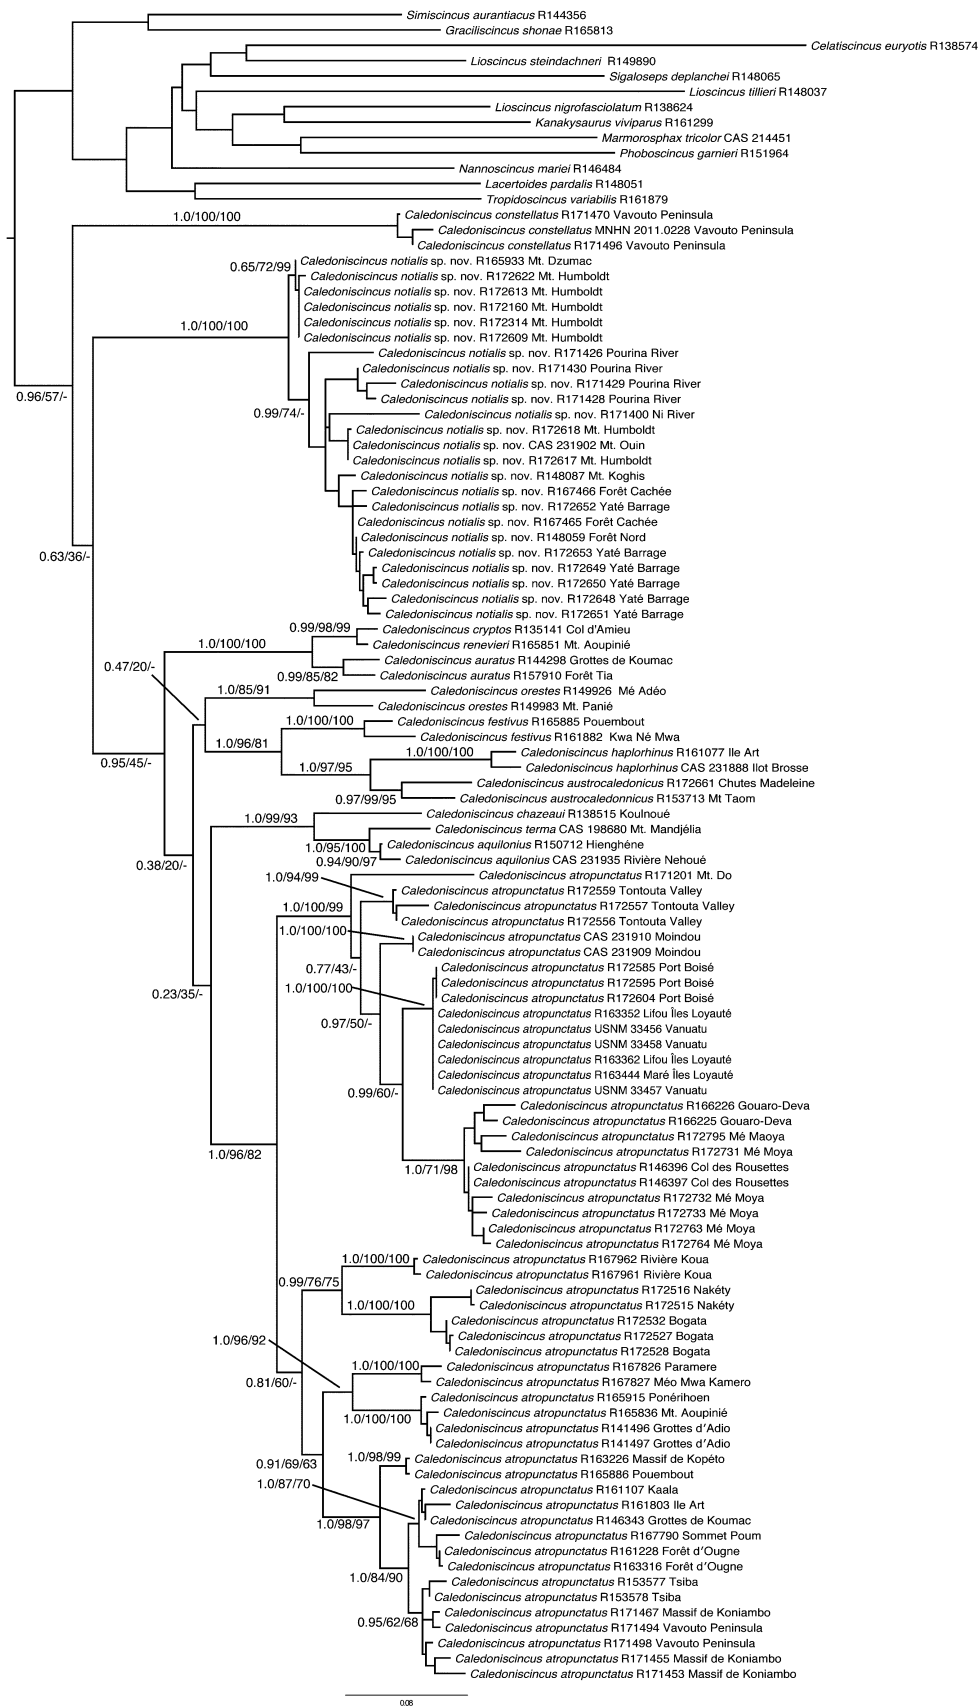 Simiscincus aurantiacus R144356
Graciliscincus shonae R165813
Celatiscincus euryotis R138574
Lioscincus steindachneri R149890
Sigaloseps deplanchei R148065
Lioscincus tillieri R148037
Lioscincus nigrofasciolatum R138624
Kanakysaurus viviparus R161299
Marmorosphax tricolor CAS 214451
Phoboscincus garnieri R151964
Nannoscincus mariei R146484
Lacertoides pardalis R148051
Tropidoscincus variabilis R161879
1.0/100/100
Caledoniscincus constellatus R171470 Vavouto Peninsula
Caledoniscincus constellatus MNHN 2011.0228 Vavouto Peninsula
Caledoniscincus constellatus R171496 Vavouto Peninsula
0.65/72/99
Caledoniscincus notialis sp. nov. R165933 Mt. Dzumac
Caledoniscincus notialis sp. nov. R172622 Mt. Humboldt
Caledoniscincus notialis sp. nov. R172613 Mt. Humboldt
Caledoniscincus notialis sp. nov. R172160 Mt. Humboldt
Caledoniscincus notialis sp. nov. R172314 Mt. Humboldt
1.0/100/100
Caledoniscincus notialis sp. nov. R172609 Mt. Humboldt
Caledoniscincus notialis sp. nov. R171426 Pourina River
Caledoniscincus notialis sp. nov. R171430 Pourina River
Caledoniscincus notialis sp. nov. R171429 Pourina River
0.96/57/-
Caledoniscincus notialis sp. nov. R171428 Pourina River
0.99/74/-
Caledoniscincus notialis sp. nov. R171400 Ni River
Caledoniscincus notialis sp. nov. R172618 Mt. Humboldt
Caledoniscincus notialis sp. nov. CAS 231902 Mt. Ouin
Caledoniscincus notialis sp. nov. R172617 Mt. Humboldt
Caledoniscincus notialis sp. nov. R148087 Mt. Koghis
Caledoniscincus notialis sp. nov. R167466 Forêt Cachée
Caledoniscincus notialis sp. nov. R172652 Yaté Barrage
Caledoniscincus notialis sp. nov. R167465 Forêt Cachée
Caledoniscincus notialis sp. nov. R148059 Forêt Nord
0.63/36/-
Caledoniscincus notialis sp. nov. R172653 Yaté Barrage
Caledoniscincus notialis sp. nov. R172649 Yaté Barrage
Caledoniscincus notialis sp. nov. R172650 Yaté Barrage
Caledoniscincus notialis sp. nov. R172648 Yaté Barrage
Caledoniscincus notialis sp. nov. R172651 Yaté Barrage
0.99/98/99
Caledoniscincus cryptos R135141 Col d'Amieu
1.0/100/100
Caledoniscincus renevieri R165851 Mt. Aoupinié
0.47/20/-
Caledoniscincus auratus R144298 Grottes de Koumac
0.99/85/82
Caledoniscincus auratus R157910 Forêt Tia
1.0/85/91
Caledoniscincus orestes R149926 Mé Adéo
Caledoniscincus orestes R149983 Mt. Panié
1.0/100/100
Caledoniscincus festivus R165885 Pouembout
1.0/96/81
Caledoniscincus festivus R161882 Kwa Né Mwa
1.0/100/100
Caledoniscincus haplorhinus R161077 Ile Art
0.95/45/-
1.0/97/95
Caledoniscincus haplorhinus CAS 231888 Ilot Brosse
Caledoniscincus austrocaledonicus R172661 Chutes Madeleine
0.97/99/95
Caledoniscincus austrocaledonnicus R153713 Mt Taom
1.0/99/93
Caledoniscincus chazeaui R138515 Koulnoué
Caledoniscincus terma CAS 198680 Mt. Mandjélia
1.0/95/100
Caledoniscincus aquilonius R150712 Hienghéne
0.94/90/97
Caledoniscincus aquilonius CAS 231935 Rivière Nehoué
0.38/20/-
Caledoniscincus atropunctatus R171201 Mt. Do
1.0/94/99
Caledoniscincus atropunctatus R172559 Tontouta Valley
1.0/100/99
Caledoniscincus atropunctatus R172557 Tontouta Valley
Caledoniscincus atropunctatus R172556 Tontouta Valley
1.0/100/100
Caledoniscincus atropunctatus CAS 231910 Moindou
Caledoniscincus atropunctatus CAS 231909 Moindou
0.77/43/-
Caledoniscincus atropunctatus R172585 Port Boisé
Caledoniscincus atropunctatus R172595 Port Boisé
1.0/100/100
0.23/35/-
Caledoniscincus atropunctatus R172604 Port Boisé
Caledoniscincus atropunctatus R163352 Lifou Îles Loyauté
0.97/50/-
Caledoniscincus atropunctatus USNM 33456 Vanuatu
Caledoniscincus atropunctatus USNM 33458 Vanuatu
Caledoniscincus atropunctatus R163362 Lifou Îles Loyauté
Caledoniscincus atropunctatus R163444 Maré Îles Loyauté
0.99/60/-
Caledoniscincus atropunctatus USNM 33457 Vanuatu
Caledoniscincus atropunctatus R166226 Gouaro-Deva
Caledoniscincus atropunctatus R166225 Gouaro-Deva
Caledoniscincus atropunctatus R172795 Mé Maoya
1.0/96/82
Caledoniscincus atropunctatus R172731 Mé Moya
1.0/71/98
Caledoniscincus atropunctatus R146396 Col des Rousettes
Caledoniscincus atropunctatus R146397 Col des Rousettes
Caledoniscincus atropunctatus R172732 Mé Moya
Caledoniscincus atropunctatus R172733 Mé Moya
Caledoniscincus atropunctatus R172763 Mé Moya
Caledoniscincus atropunctatus R172764 Mé Moya
1.0/100/100
Caledoniscincus atropunctatus R167962 Rivière Koua
0.99/76/75
Caledoniscincus atropunctatus R167961 Rivière Koua
Caledoniscincus atropunctatus R172516 Nakéty
1.0/100/100
Caledoniscincus atropunctatus R172515 Nakéty
Caledoniscincus atropunctatus R172532 Bogata
1.0/96/92
Caledoniscincus atropunctatus R172527 Bogata
Caledoniscincus atropunctatus R172528 Bogata
1.0/100/100
Caledoniscincus atropunctatus R167826 Paramere
0.81/60/-
Caledoniscincus atropunctatus R167827 Méo Mwa Kamero
Caledoniscincus atropunctatus R165915 Ponérihoen
1.0/100/100
Caledoniscincus atropunctatus R165836 Mt. Aoupinié
Caledoniscincus atropunctatus R141496 Grottes d'Adio
Caledoniscincus atropunctatus R141497 Grottes d'Adio
0.91/69/63
1.0/98/99
Caledoniscincus atropunctatus R163226 Massif de Kopéto
Caledoniscincus atropunctatus R165886 Pouembout
1.0/87/70
Caledoniscincus atropunctatus R161107 Kaala
Caledoniscincus atropunctatus R161803 Ile Art
1.0/98/97
Caledoniscincus atropunctatus R146343 Grottes de Koumac
Caledoniscincus atropunctatus R167790 Sommet Poum
Caledoniscincus atropunctatus R161228 Forêt d'Ougne
Caledoniscincus atropunctatus R163316 Forêt d'Ougne
1.0/84/90
Caledoniscincus atropunctatus R153577 Tsiba
Caledoniscincus atropunctatus R153578 Tsiba
Caledoniscincus atropunctatus R171467 Massif de Koniambo
0.95/62/68
Caledoniscincus atropunctatus R171494 Vavouto Peninsula
Caledoniscincus atropunctatus R171498 Vavouto Peninsula
Caledoniscincus atropunctatus R171455 Massif de Koniambo
Caledoniscincus atropunctatus R171453 Massif de Koniambo
0.08